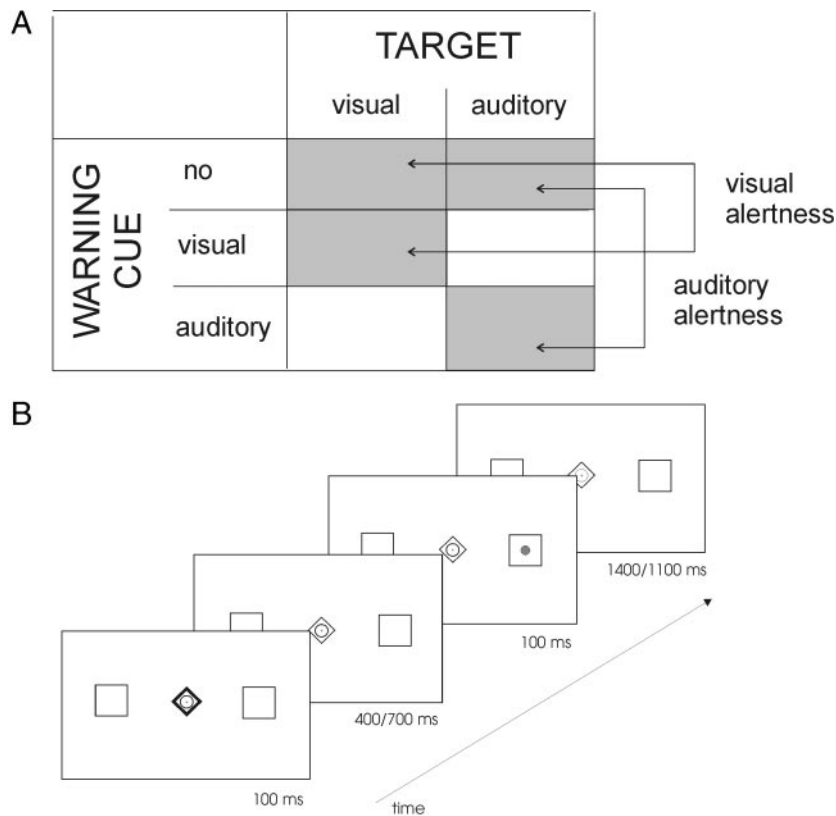 A
TARGET
visual
auditory
WARNING
CUE
no
visual
auditory
visual
alertness
auditory
alertness
B
1400/1100 ms
100 ms
400/700 ms
100 ms
time